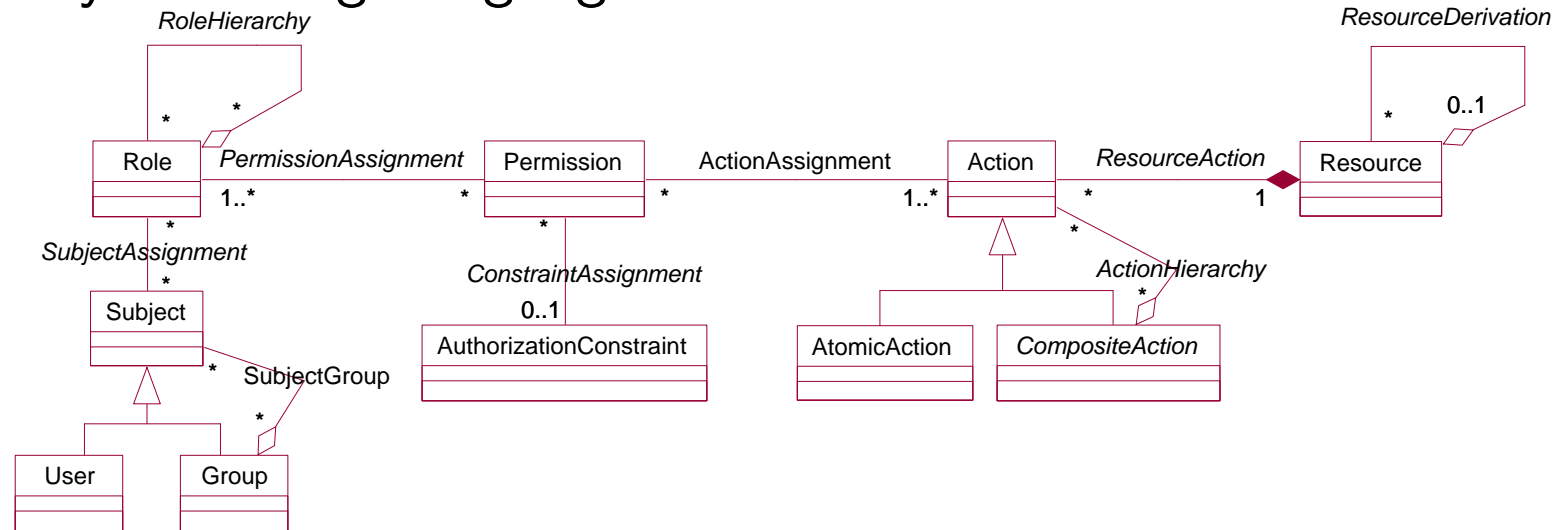 RoleHierarchy
ResourceDerivation
* *
* 0..1
Role
PermissionAssignment
Permission
ActionAssignment
Action
ResourceAction
Resource
1..* *
* 1..*
* 1
*
SubjectAssignment
*
*
ConstraintAssignment
0..1
*
ActionHierarchy
*
Subject
AuthorizationConstraint
AtomicAction
CompositeAction
*
SubjectGroup
*
User
Group